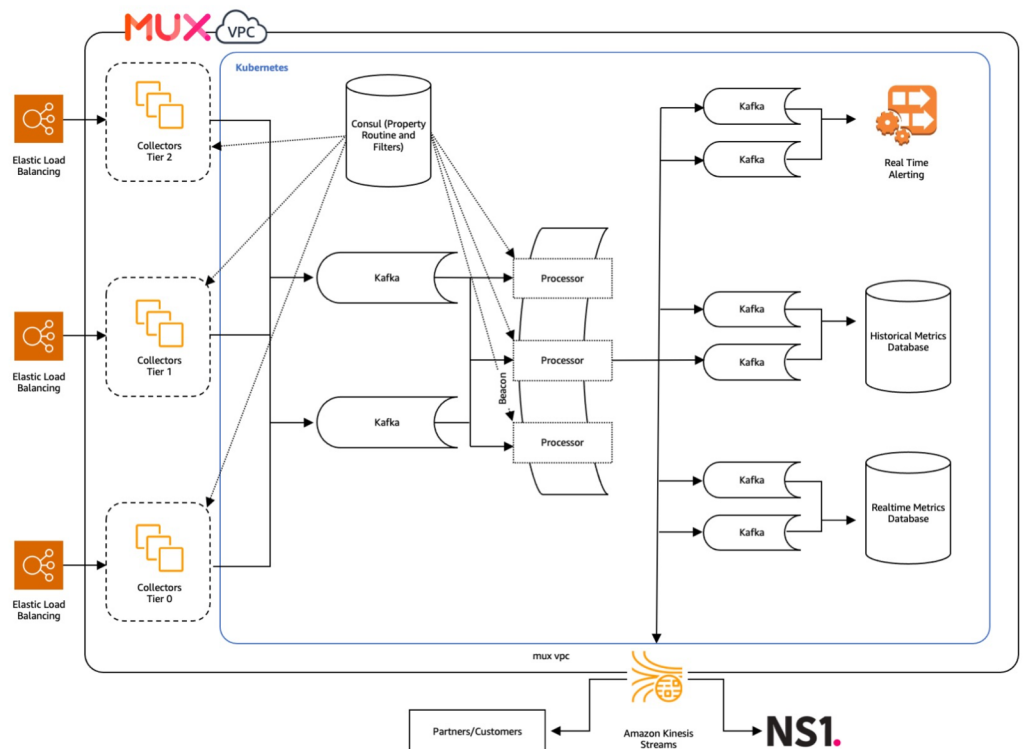 MUX
VPC
Kubernetes
Elastic Load
Balancing
Collectors
Tier 2
Consul (Property
Routine and
Filters)
Kafka
Kafka
Real Time
Alerting
Elastic Load
Balancing
Collectors
Tier 1
Kafka
Processor
Processor
Beacon
Kafka
Kafka
Historical Metrics
Database
Kafka
Processor
Elastic Load
Balancing
Collectors
Tier 0
Kafka
Kafka
Realtime Metrics
Database
mux vpc
Partners/Customers
Amazon Kinesis
Streams
NS1.